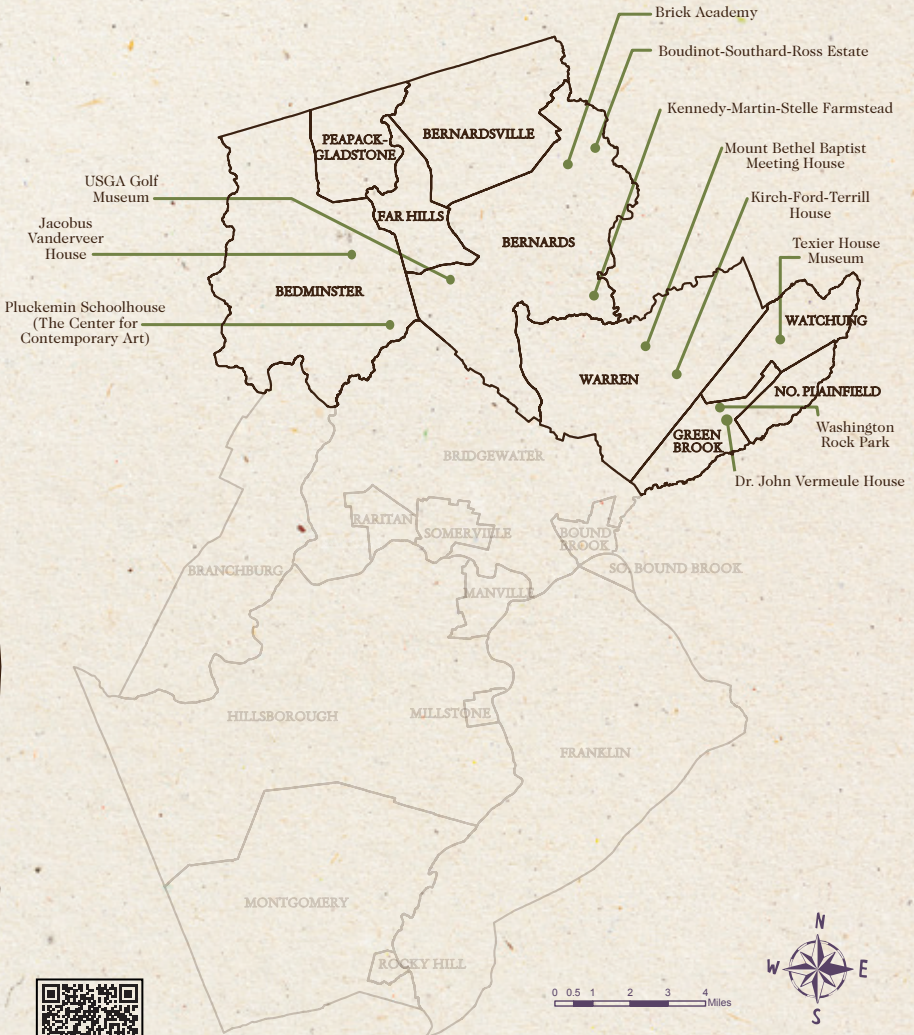 Brick Academy
Boudinot-Southard-Ross Estate
Kennedy-Martin-Stelle Farmstead
Mount Bethel Baptist
Meeting House
Kirch-Ford-Terrill
House
Texier House
Museum
USGA Golf
Museum
Jacobus
Vanderveer
House
Pluckemin Schoolhouse
(The Center for
Contemporary Art)
PEAPACK-
GLADSTONE
BERNARDSVILLE
FAR HILLS
BERNARDS
BEDMINSTER
WATCHUNG
WARREN
NO. PLAINFIELD
GREEN
BROOK
Washington
Rock Park
Dr. John Vermeule House
BRIDGEWATER
RARITAN
SOMERVILLE
BOUND
BROOK
BRANCHBURG
SO. BOUND BROOK
MANVILLE
HILLSBOROUGH
MILLSTONE
FRANKLIN
MONTGOMERY
ROCKY HILL
N
W E
S
0 0.5 1 2 3 4
Miles